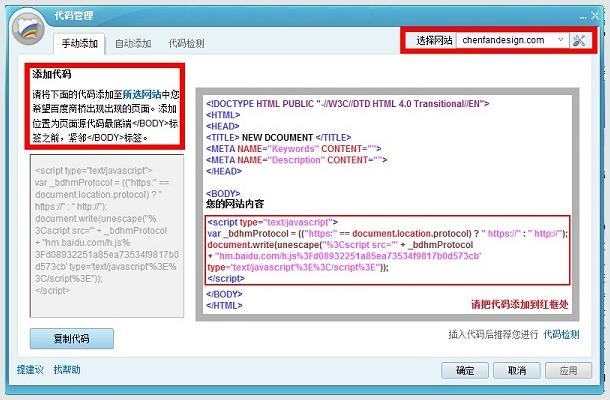 代码管理
手动添加 自动添加 代码检测
选择网站 chenfandesign.com
添加代码
请将下面的代码添加至所选网站中您
希望百度商桥出现出现的页面。添加
位置为页面源代码最底端</BODY>标
签之前，紧邻</BODY>标签。
<script type="text/javascript">
var _bdhmProtocol = (("https:" ==
document.location.protocol) ? "
https://" : " http://");
document.write(unescape("%
3Cscript src='" + _bdhmProtocol
+ "hm.baidu.com/h.js%
3Fd08932251a85ea73534f9817b0
d573cb' type='text/javascript'%3E%
3C/script%3E"));
</script>
复制代码
<!DOCTYPE HTML PUBLIC "-//W3C//DTD HTML 4.0 Transitional//EN">
<HTML>
<HEAD>
<TITLE> NEW DCOUMENT </TITLE>
<META NAME="Keywords" CONTENT="">
<META NAME="Description" CONTENT="">
</HEAD>
<BODY>
您的网站内容
<script type="text/javascript">
var _bdhmProtocol = (("https:" == document.location.protocol) ? " https://" : " http://");
document.write(unescape("%3Cscript src='" + _bdhmProtocol
+ "hm.baidu.com/h.js%3Fd08932251a85ea73534f9817b0d573cb'
type='text/javascript'%3E%3C/script%3E"));
</script>
</BODY>
</HTML>
请把代码添加到红框处
插入代码后推荐您进行 代码检测
提建议 找帮助
确定 取消 应用